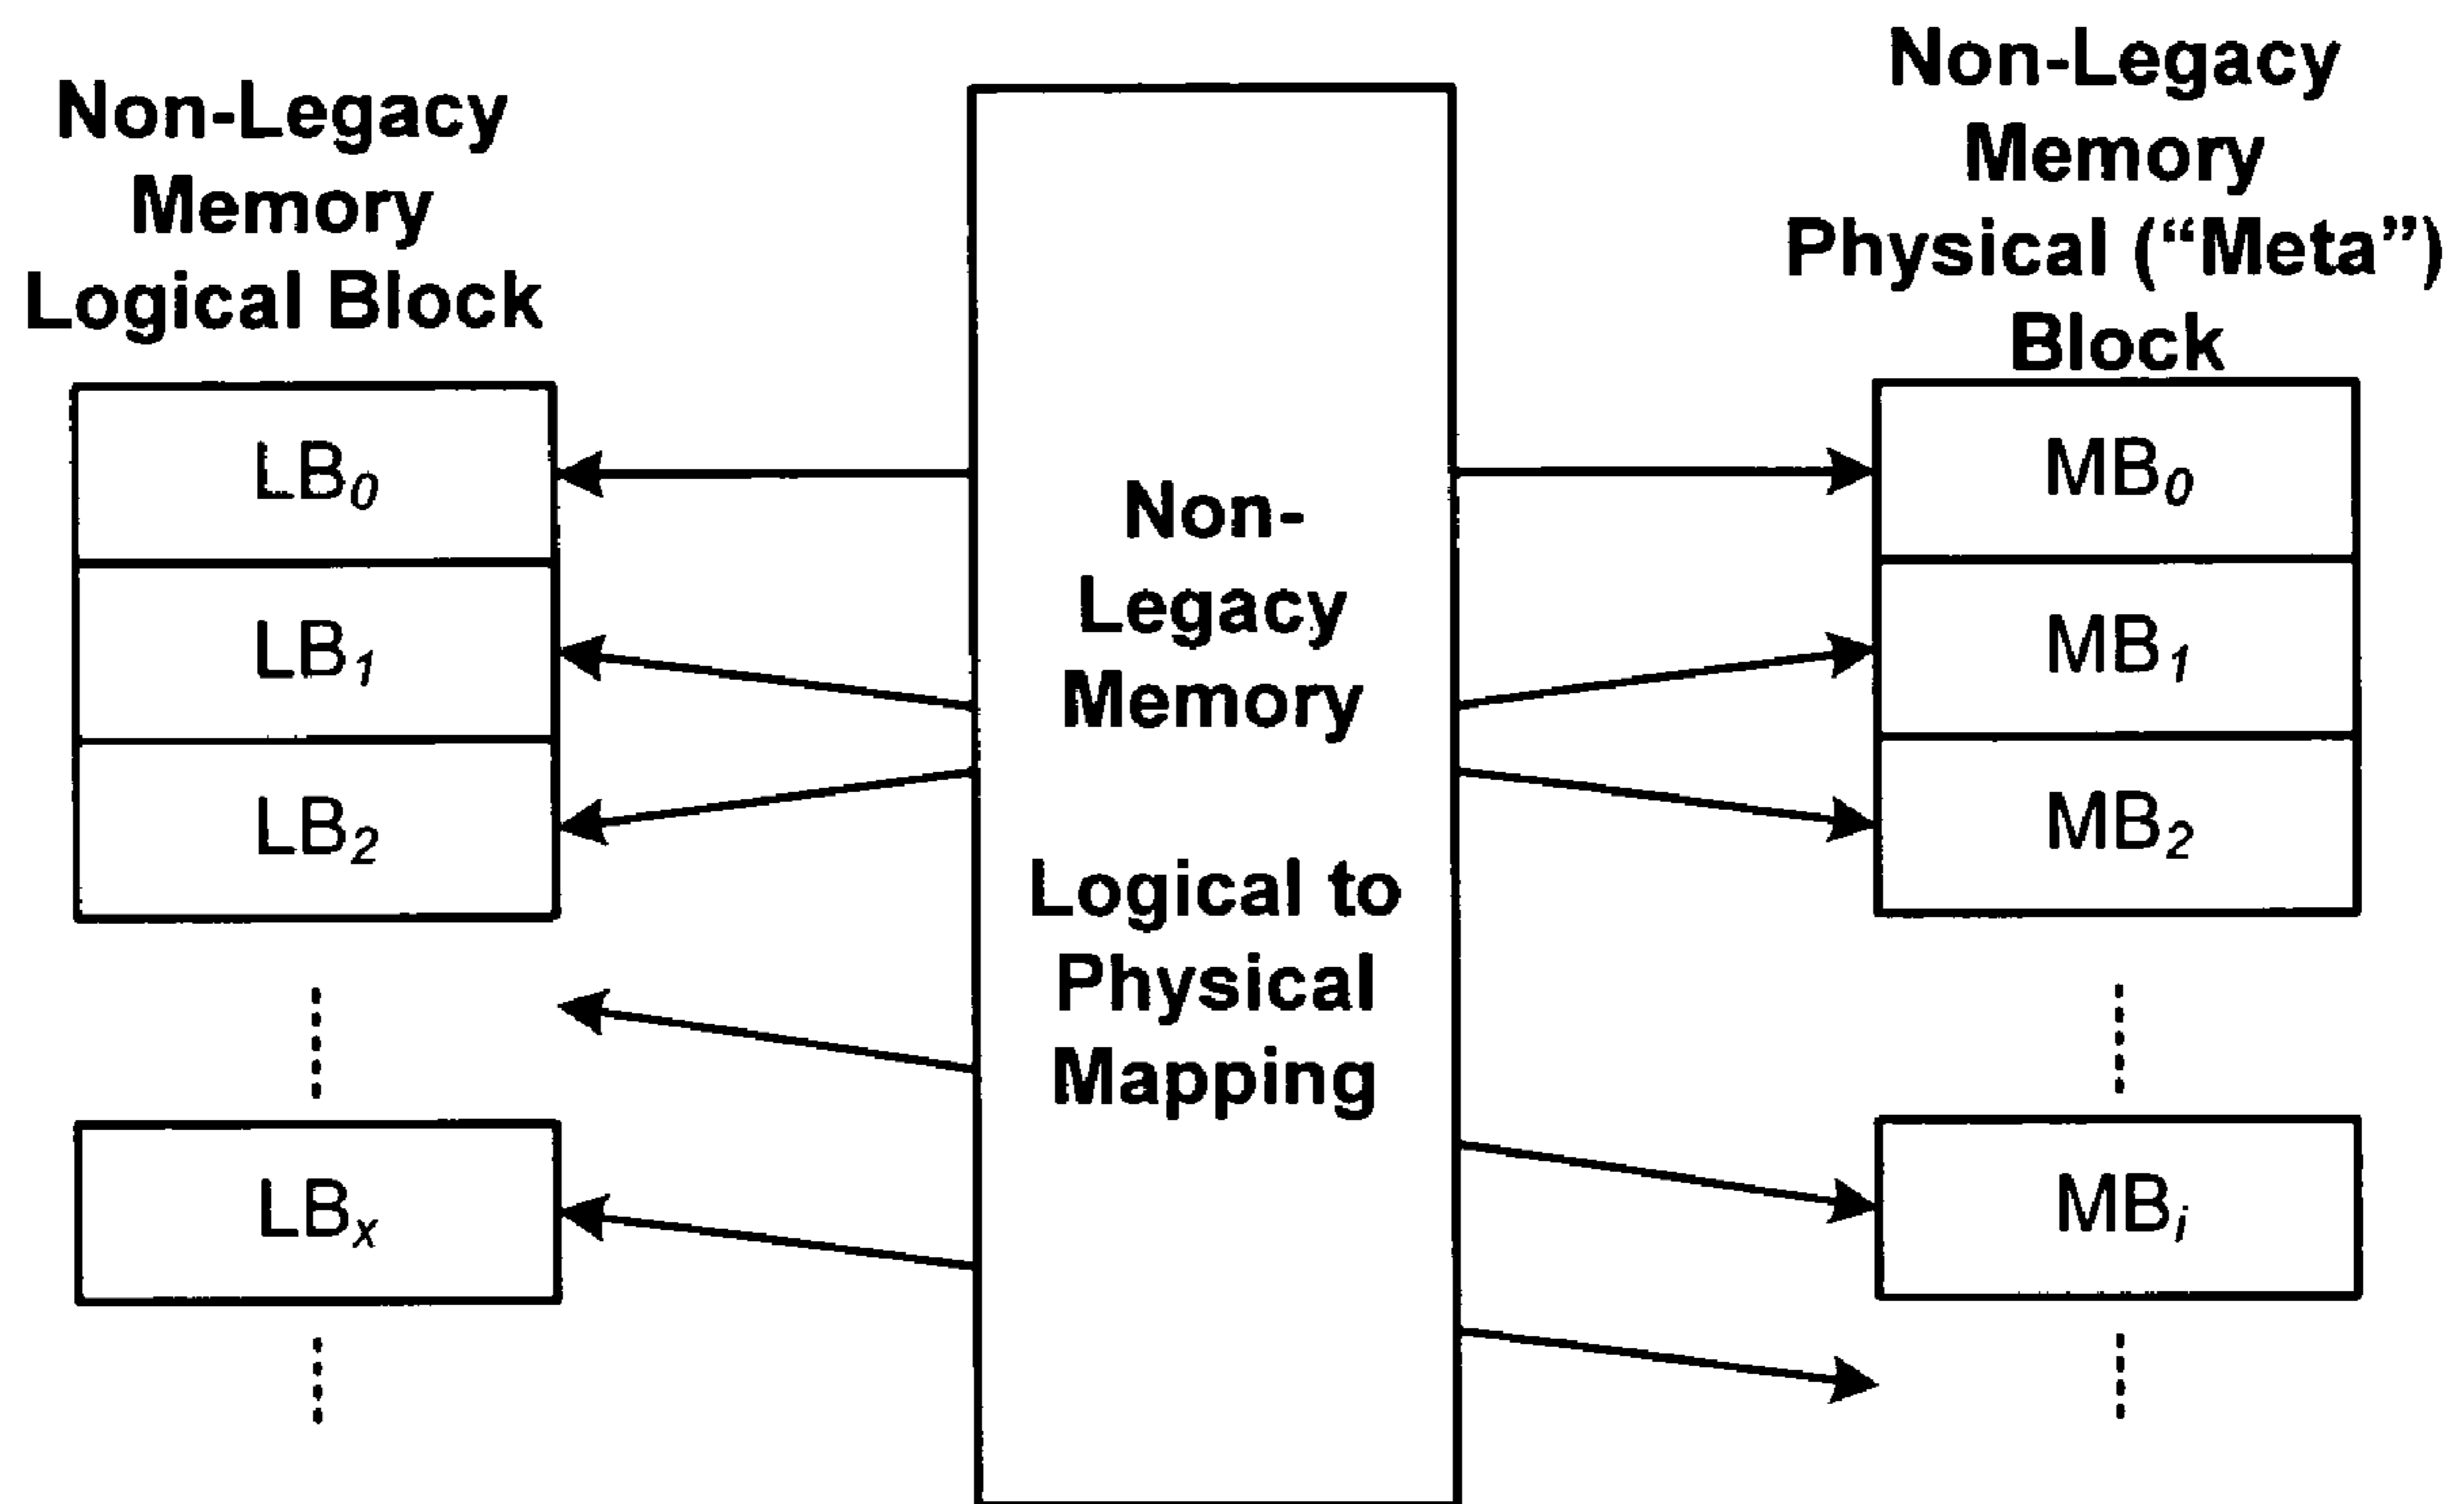 Non-Legacy
Memory
Logical Block
LB0
LB1
LB2
LBx
Non-
Legacy
Memory
Logical to
Physical
Mapping
Non-Legacy
Memory
Physical (“Meta”)
Block
MB0
MB1
MB2
MBi